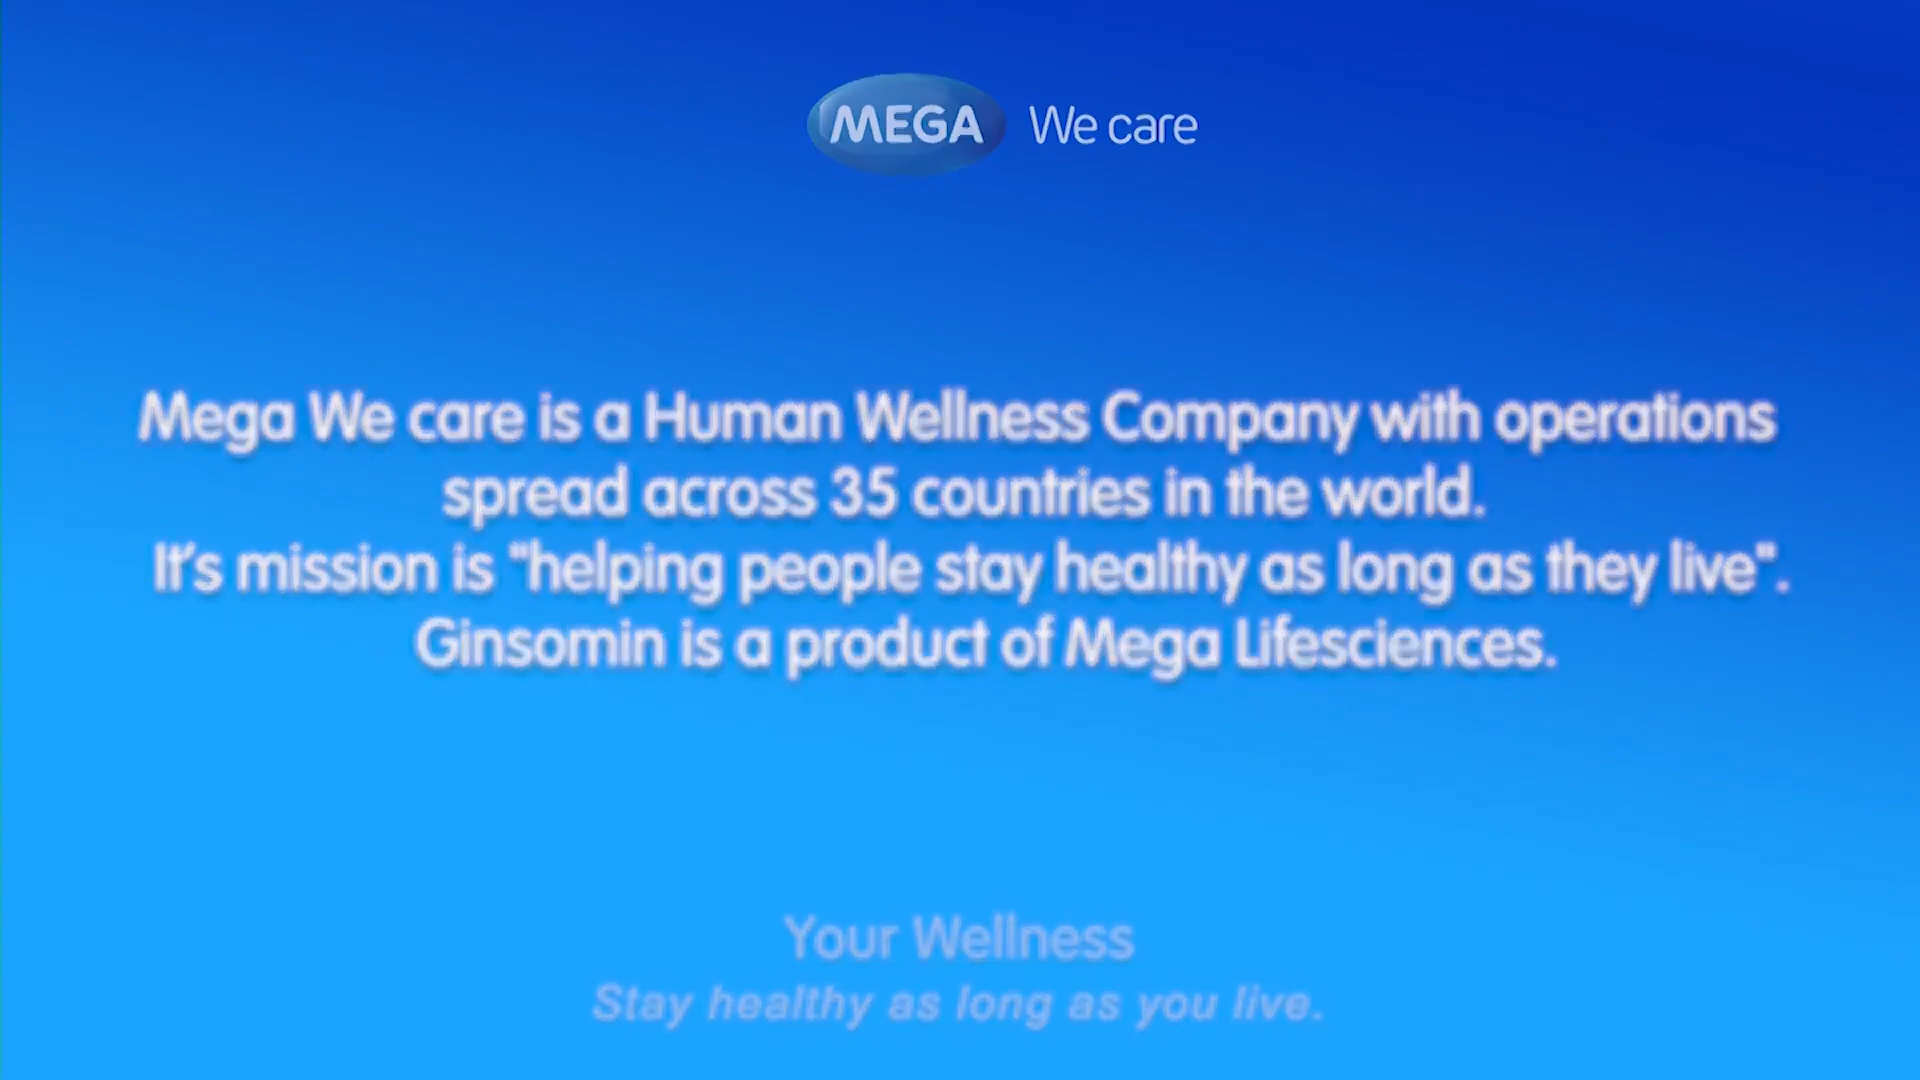 MEGA We care
Mega We care is a Human Wellness Company with operations
spread across 35 countries in the world.
It's mission is "helping people stay healthy as long as they live".
Ginsomin is a product of Mega Lifesciences.
Your Wellness
Stay healthy as long as you live.